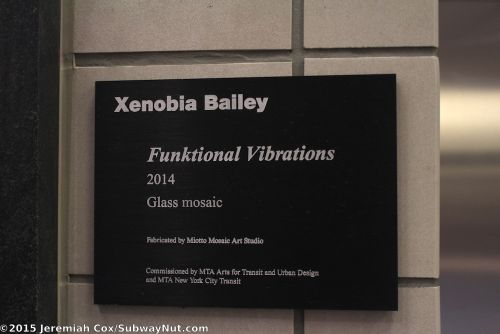 Xenobia Bailey
Funktional Vibrations
2014
Glass mosaic
Fabricated by Miotto Mosaic Art Studio
Commissioned by MTA Arts for Transit and Urban Design
and MTA New York City Transit
©2015 Jeremiah Cox/SubwayNut.com